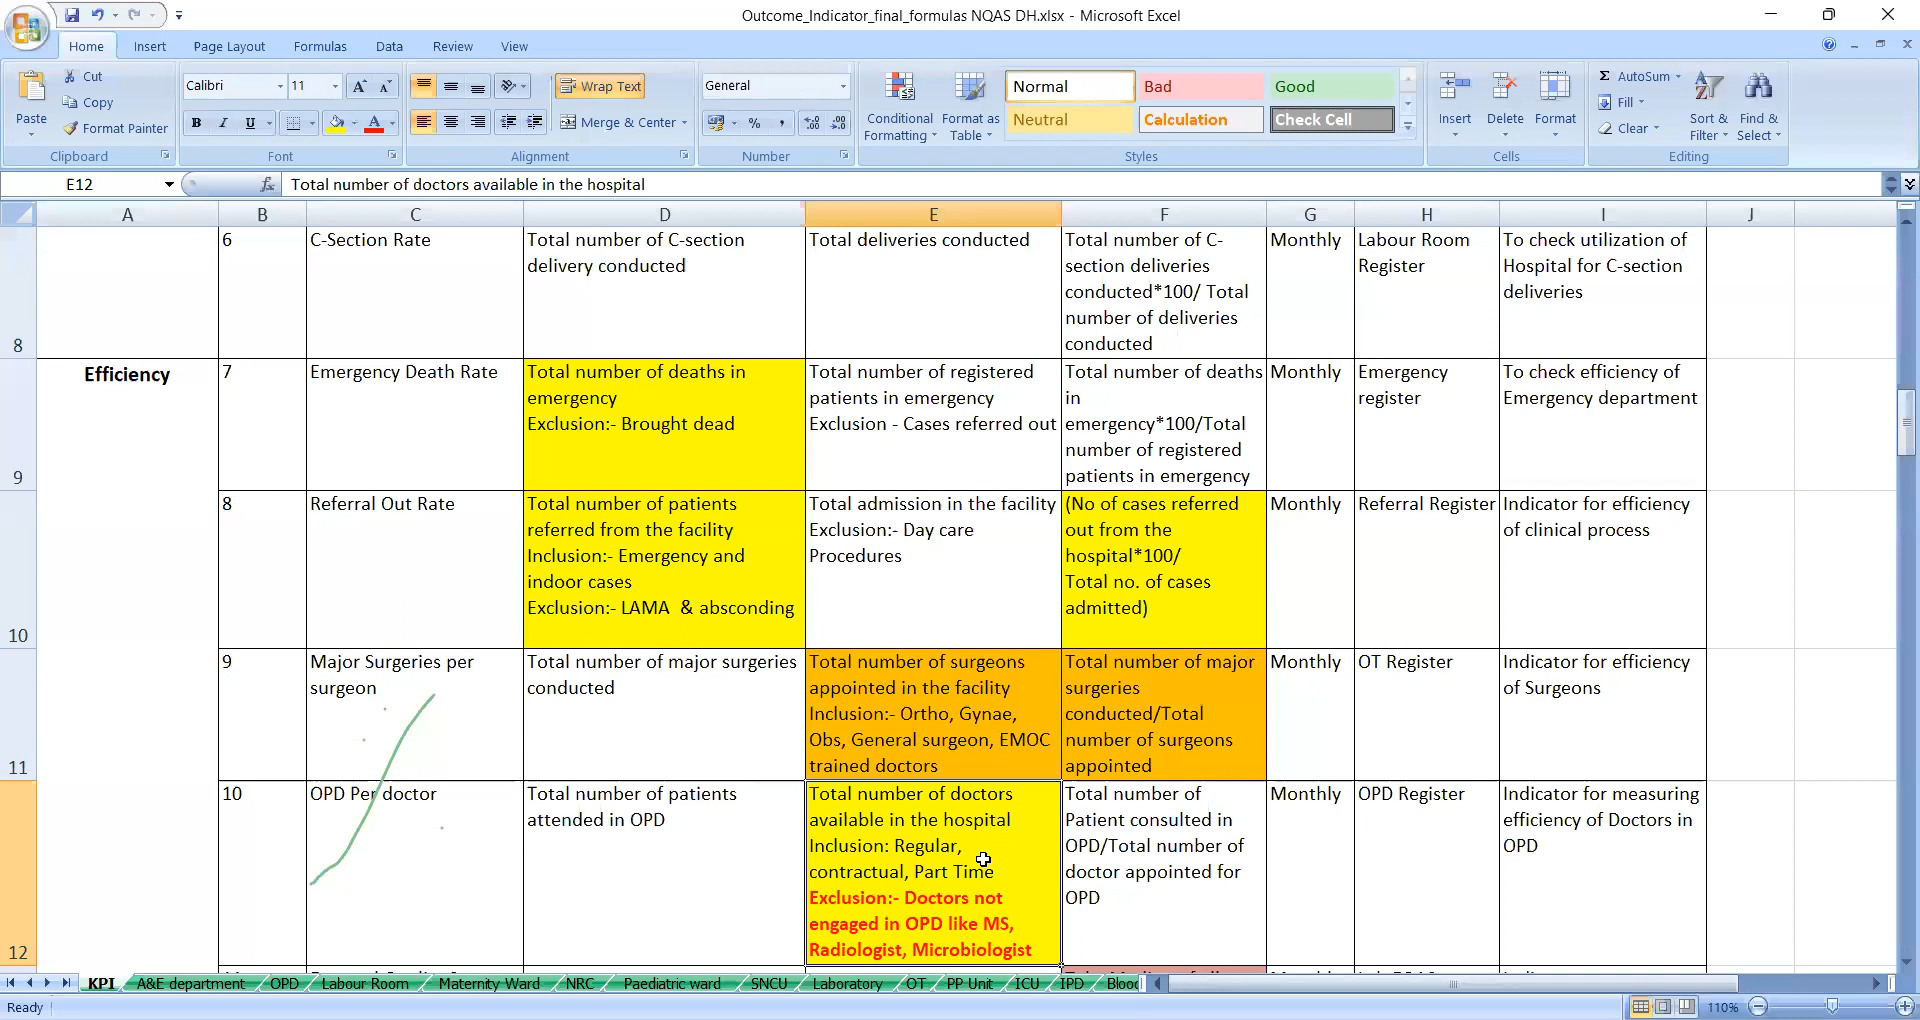 Outcome_Indicator_final_formulas NQAS DH.xlsx - Microsoft Excel
Home Insert Page Layout Formulas Data Review View
Paste
Cut
Copy
Format Painter
Clipboard
Calibri 11
B I U
Font
Wrap Text
Merge & Center
Alignment
General
Number
Conditional Formatting
Format as Table
Normal Bad Good
Neutral Calculation Check Cell
Styles
Insert Delete Format
Cells
AutoSum
Fill
Clear
Sort & Filter
Find & Select
Editing
E12 fx Total number of doctors available in the hospital
A B C D E F G H I J
8
6
C-Section Rate
Total number of C-section
delivery conducted
Total deliveries conducted
Total number of C-
section deliveries
conducted*100/ Total
number of deliveries
conducted
Monthly
Labour Room
Register
To check utilization of
Hospital for C-section
deliveries
9
Efficiency
7
Emergency Death Rate
Total number of deaths in
emergency
Exclusion:- Brought dead
Total number of registered
patients in emergency
Exclusion - Cases referred out
Total number of deaths
in
emergency*100/Total
number of registered
patients in emergency
Monthly
Emergency
register
To check efficiency of
Emergency department
10
8
Referral Out Rate
Total number of patients
referred from the facility
Inclusion:- Emergency and
indoor cases
Exclusion:- LAMA & absconding
Total admission in the facility
Exclusion:- Day care
Procedures
(No of cases referred
out from the
hospital*100/
Total no. of cases
admitted)
Monthly
Referral Register
Indicator for efficiency
of clinical process
11
9
Major Surgeries per
surgeon
Total number of major surgeries
conducted
Total number of surgeons
appointed in the facility
Inclusion:- Ortho, Gynae,
Obs, General surgeon, EMOC
trained doctors
Total number of major
surgeries
conducted/Total
number of surgeons
appointed
Monthly
OT Register
Indicator for efficiency
of Surgeons
12
10
OPD Per doctor
Total number of patients
attended in OPD
Total number of doctors
available in the hospital
Inclusion: Regular,
contractual, Part Time
Exclusion:- Doctors not
engaged in OPD like MS,
Radiologist, Microbiologist
Total number of
Patient consulted in
OPD/Total number of
doctor appointed for
OPD
Monthly
OPD Register
Indicator for measuring
efficiency of Doctors in
OPD
KPI A&E department OPD Labour Room Maternity Ward NRC Paediatric ward SNCU Laboratory OT PP Unit ICU IPD Blood
Ready 110%